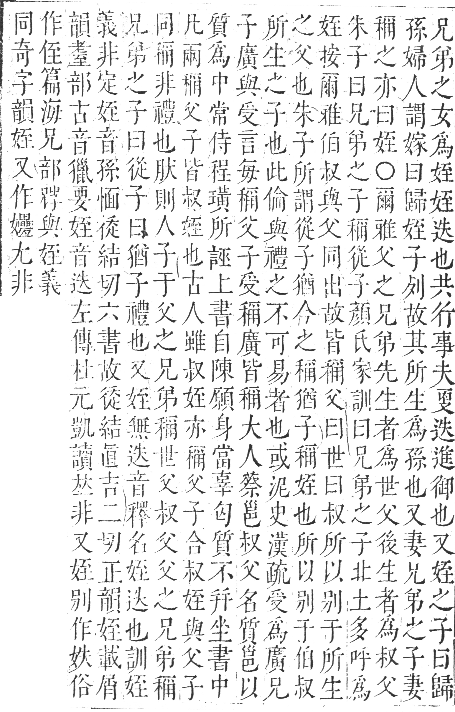 兄弟之女為姪姪迭也共行事夫更迭進御也又姪之子曰歸
孫婦人謂嫁曰歸姪子列故其所生為孫也又妻兄弟之子妻
稱之亦曰姪○爾雅父之兄弟先生者為世父後生者為叔父
朱子曰兄弟之子稱從子顏氏家訓曰兄弟之子北土多呼為
姪按爾雅伯叔與父同出故皆稱父曰世曰叔所以別于所生
之父也朱子所謂從子猶今之稱猶子稱姪也所以別于伯叔
所生之子也此倫與禮之不可易者也或泥史漢疏受為廣兄
子廣與受言每稱父子受稱廣皆稱大人蔡邕叔父名質邕以
質為中常侍程璜所誣上書自陳願身當辜匄質不幷坐書中
凡兩稱父子皆叔姪也古人雖叔姪亦稱父子合叔姪與父子
同稱非禮也肰則人子于父之兄弟稱世父叔父父之兄弟稱
兄弟之子曰從子曰猶子禮也又姪無迭音釋名姪迭也訓姪
義非定姪音孫愐徒結切六書故徒結眞吉二切正韻姪載屑
韻耋部古音獵要姪音迭左傳杜元凱讀垤非又姪別作妷俗
作侄篇海兄部𠒎與姪義
同奇字韻姪又作㜼尤非